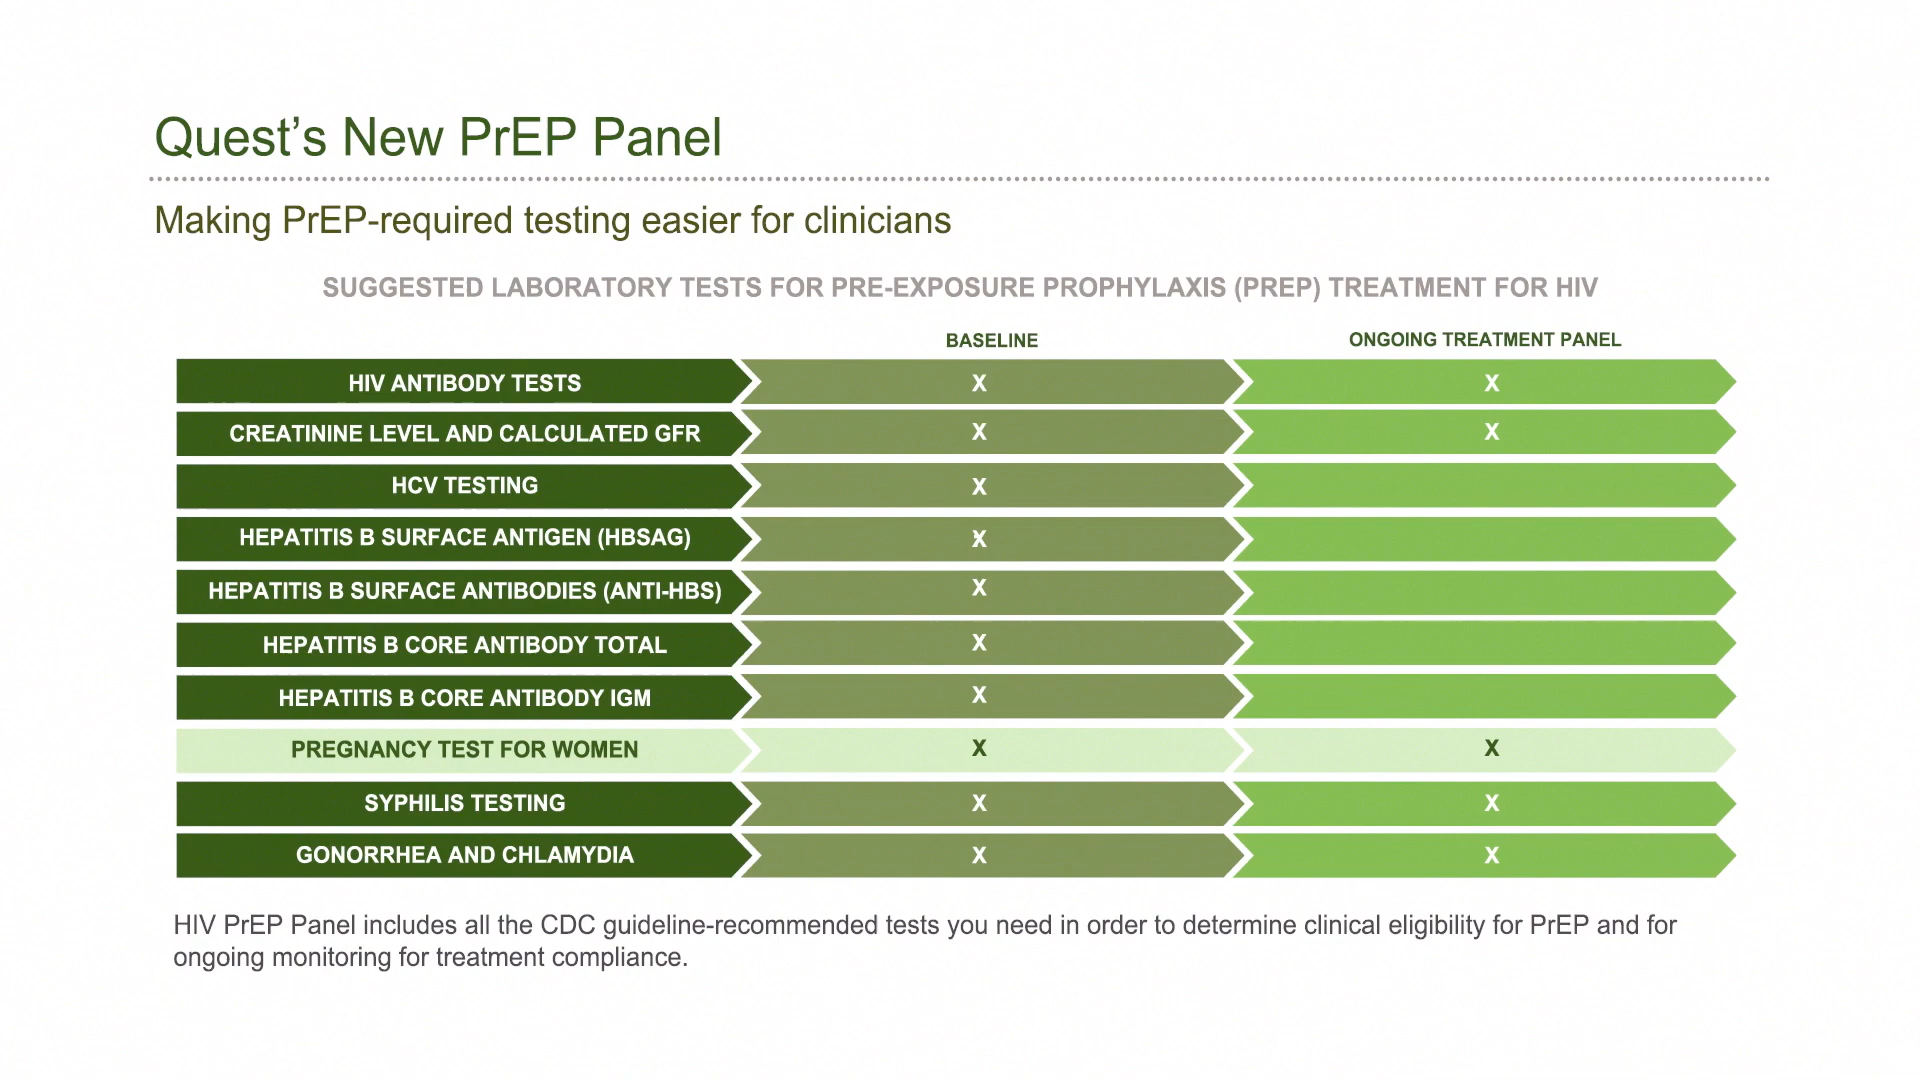 Quest’s New PrEP Panel
Making PrEP-required testing easier for clinicians
SUGGESTED LABORATORY TESTS FOR PRE-EXPOSURE PROPHYLAXIS (PREP) TREATMENT FOR HIV
BASELINE ONGOING TREATMENT PANEL
HIV ANTIBODY TESTS X X
CREATININE LEVEL AND CALCULATED GFR X X
HCV TESTING X
HEPATITIS B SURFACE ANTIGEN (HBSAG) X
HEPATITIS B SURFACE ANTIBODIES (ANTI-HBS) X
HEPATITIS B CORE ANTIBODY TOTAL X
HEPATITIS B CORE ANTIBODY IGM X
PREGNANCY TEST FOR WOMEN X X
SYPHILIS TESTING X X
GONORRHEA AND CHLAMYDIA X X
HIV PrEP Panel includes all the CDC guideline-recommended tests you need in order to determine clinical eligibility for PrEP and for
ongoing monitoring for treatment compliance.